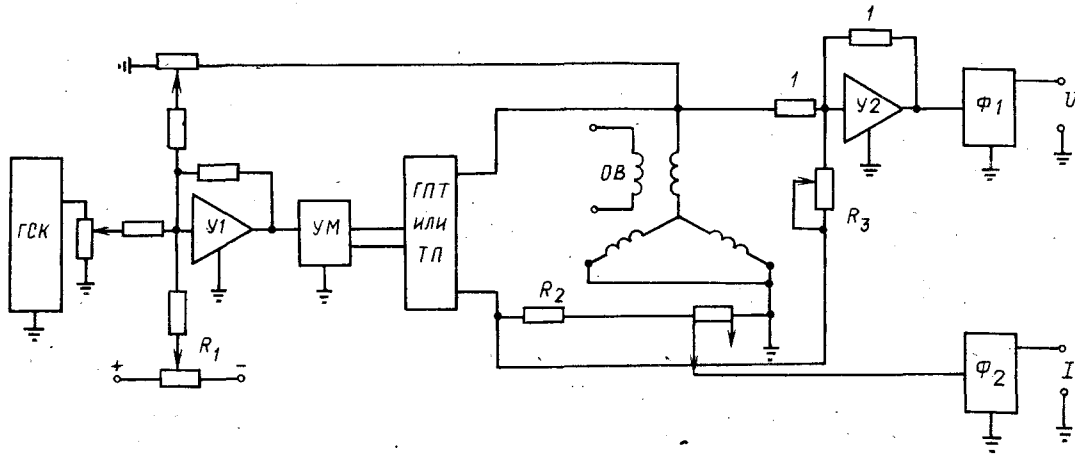 1
1
У2
Ф1
U
ОВ
ГСК
У1
УМ
ГПТ
ИЛИ
ТП
R3
R2
R1
+
-
Ф2
I